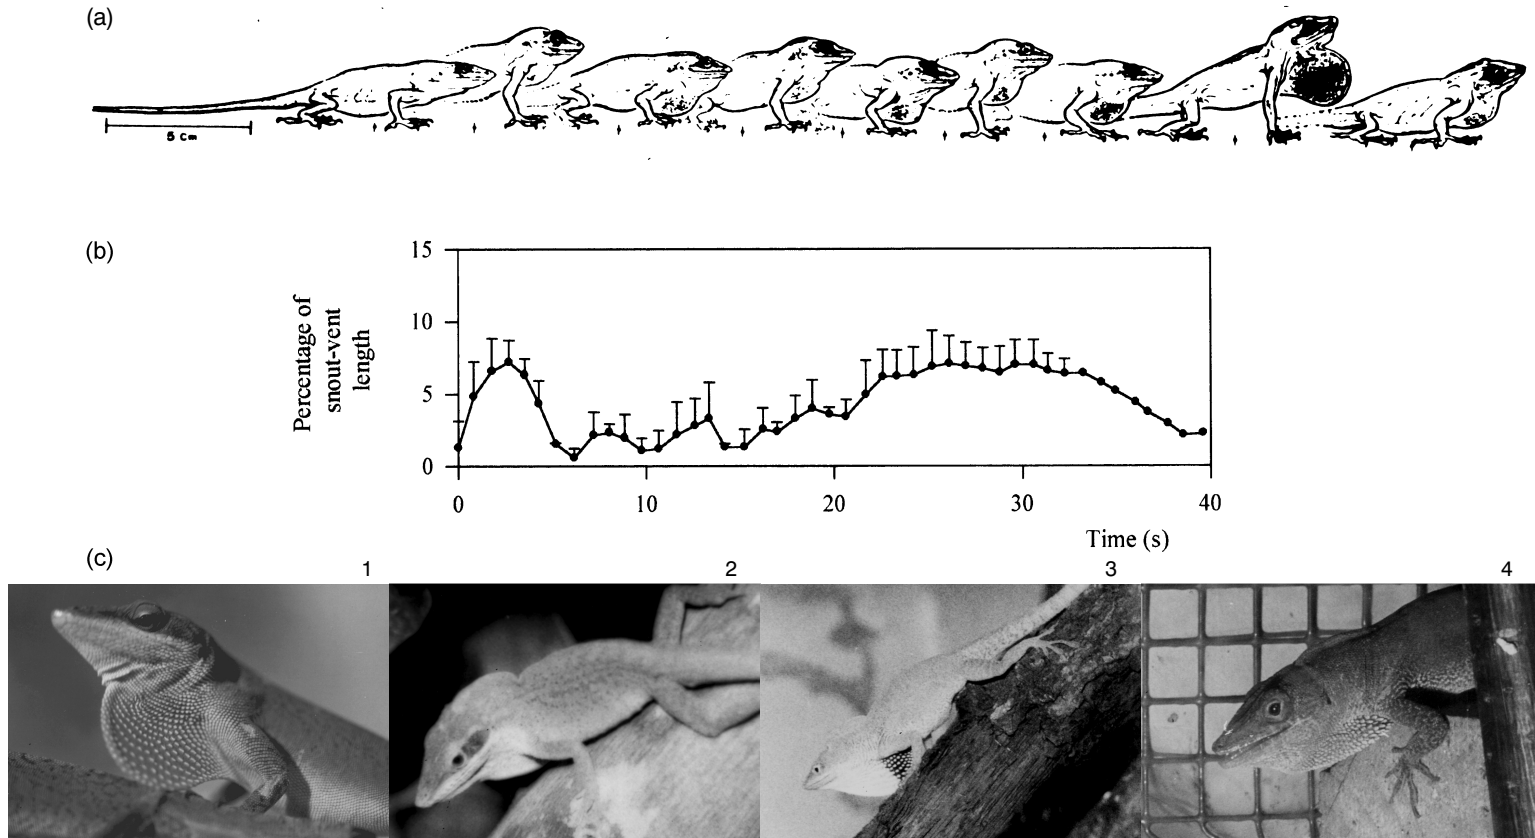 (a)
5 Cm
(b)
Percentage of
snout-vent
length
15
10
5
0
0 10 20 30 40
Time (s)
(c)
1 2 3 4